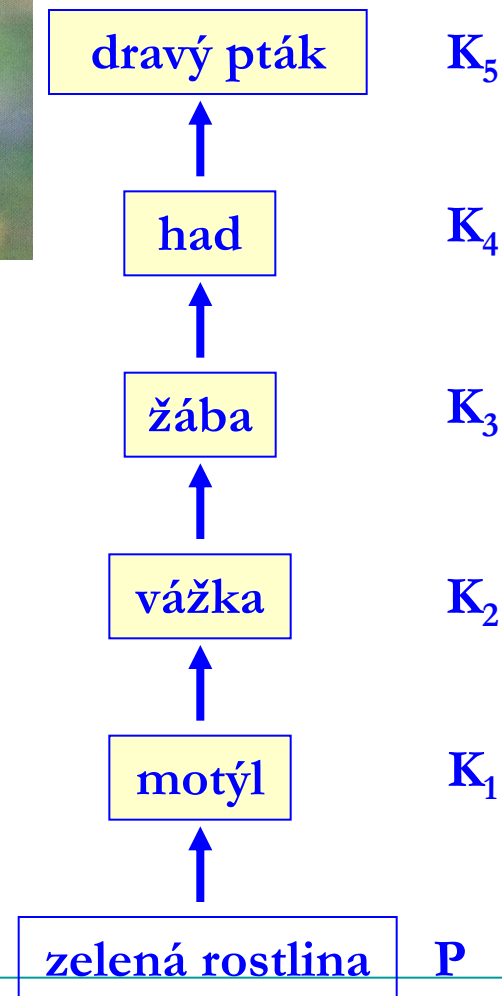 dravý pták K₅
had K₄
žába K₃
vážka K₂
motýl K₁
zelená rostlina P